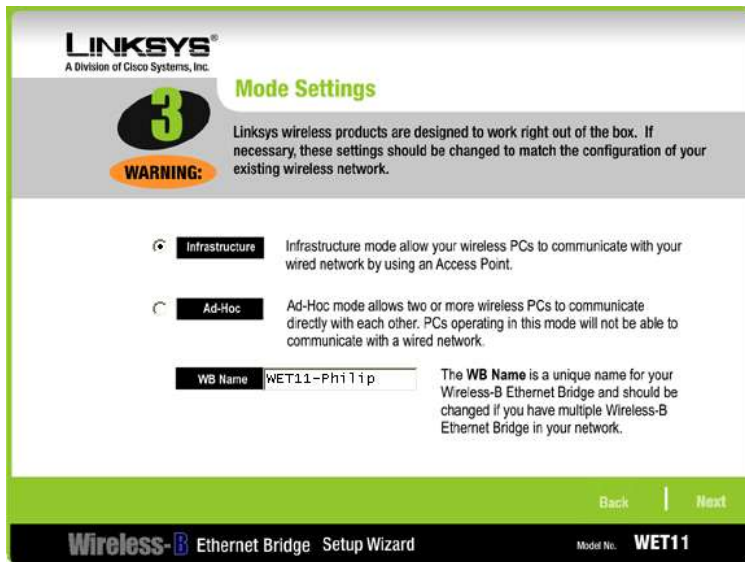 LINKSYS®
A Division of Cisco Systems, Inc.
3
Mode Settings
WARNING:
Linksys wireless products are designed to work right out of the box. If
necessary, these settings should be changed to match the configuration of your
existing wireless network.
Infrastructure
Infrastructure mode allow your wireless PCs to communicate with your
wired network by using an Access Point.
Ad-Hoc
Ad-Hoc mode allows two or more wireless PCs to communicate
directly with each other. PCs operating in this mode will not be able to
communicate with a wired network.
WB Name
WET11-Philip
The WB Name is a unique name for your
Wireless-B Ethernet Bridge and should be
changed if you have multiple Wireless-B
Ethernet Bridge in your network.
Back | Next
Wireless-B Ethernet Bridge Setup Wizard
Model No. WET11